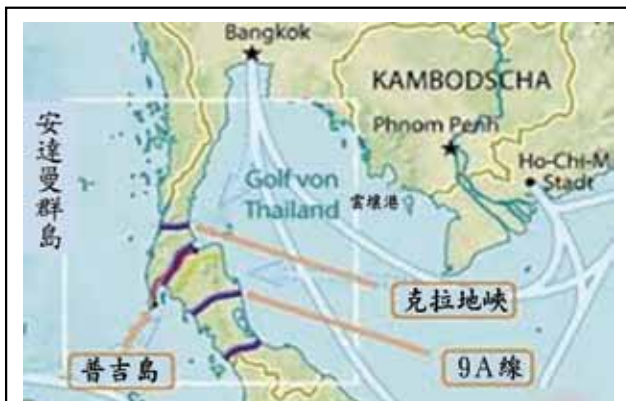 Bangkok
KAMBODSCHA
Phnom Penh
Ho-Chi-M
Stadt
安達曼群島
Golf von
Thailand
雲壤港
克拉地峽
9A線
普吉島